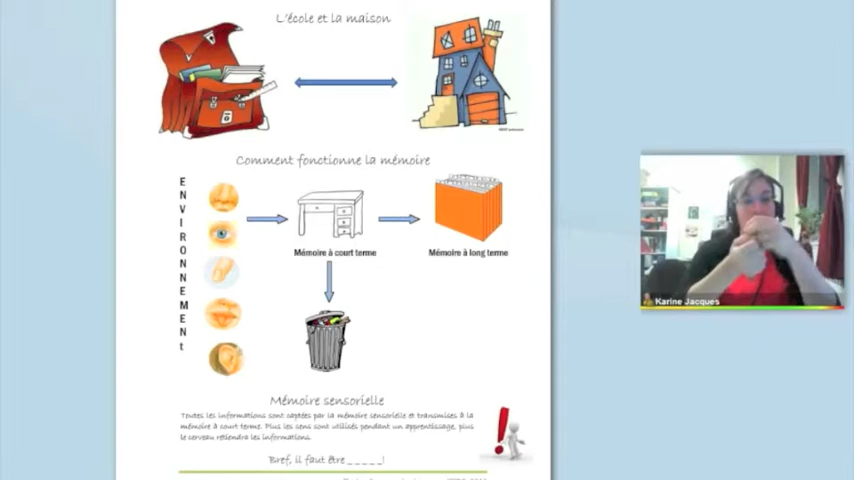 L'école et la maison
Comment fonctionne la mémoire
ENVIRONNEMENt
Mémoire à court terme
Mémoire à long terme
Mémoire sensorielle
Toutes les informations sont captées par la mémoire sensorielle et transmises à la
mémoire à court terme. Plus les sens sont utilisés pendant un apprentissage, plus
le cerveau retiendra les informations.
Bref, il faut être _ _ _ _ _!
Karine Jacques